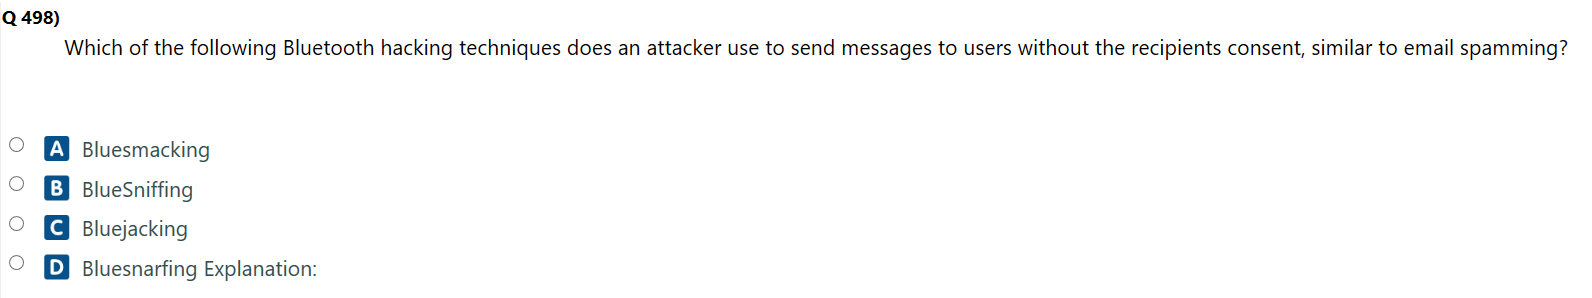 Q 498)
Which of the following Bluetooth hacking techniques does an attacker use to send messages to users without the recipients consent, similar to email spamming?
A Bluesmacking
B BlueSniffing
C Bluejacking
D Bluesnarfing Explanation: